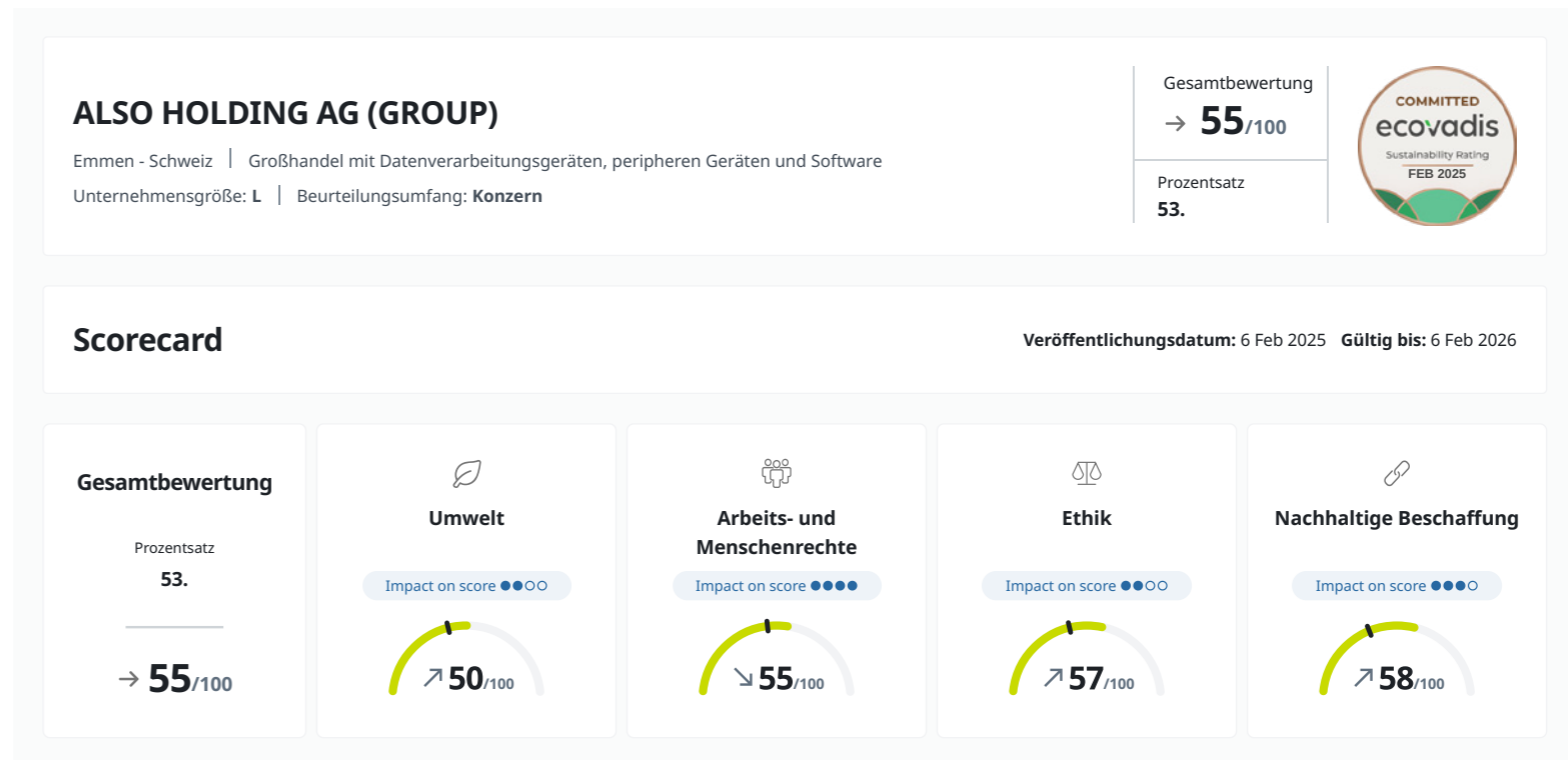 ALSO HOLDING AG (GROUP)
Emmen - Schweiz | Großhandel mit Datenverarbeitungsgeräten, peripheren Geräten und Software
Unternehmensgröße: L | Beurteilungsumfang: Konzern
Gesamtbewertung
→ 55/100
Prozentsatz
53.
COMMITTED
ecovadis
Sustainability Rating
FEB 2025
Scorecard
Veröffentlichungsdatum: 6 Feb 2025 Gültig bis: 6 Feb 2026
Gesamtbewertung
Prozentsatz
53.
→ 55/100
Umwelt
Impact on score ●●○○
↗ 50/100
Arbeits- und
Menschenrechte
Impact on score ●●●●
↘ 55/100
Ethik
Impact on score ●●○○
↗ 57/100
Nachhaltige Beschaffung
Impact on score ●●●○
↗ 58/100